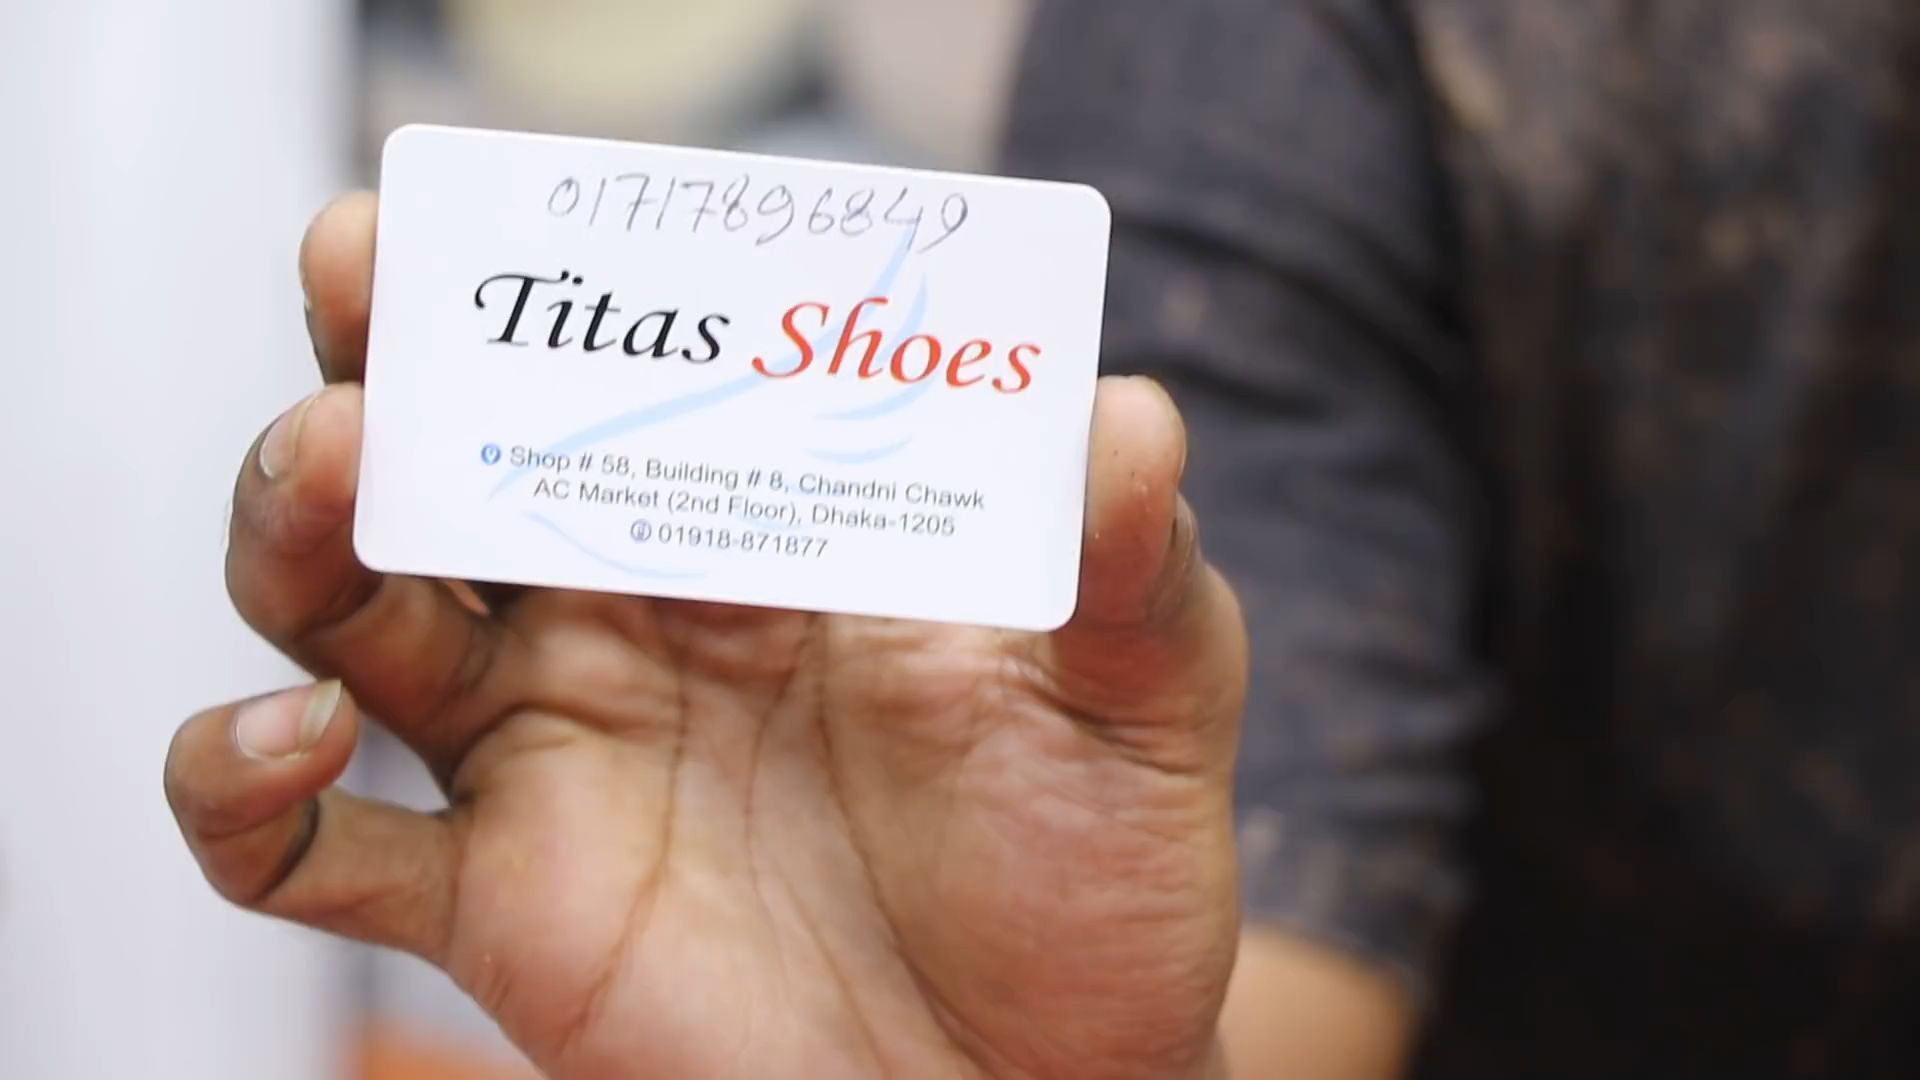 01717896849
Titas Shoes
Shop # 58, Building # 8, Chandni Chawk
AC Market (2nd Floor), Dhaka-1205
01918-871877